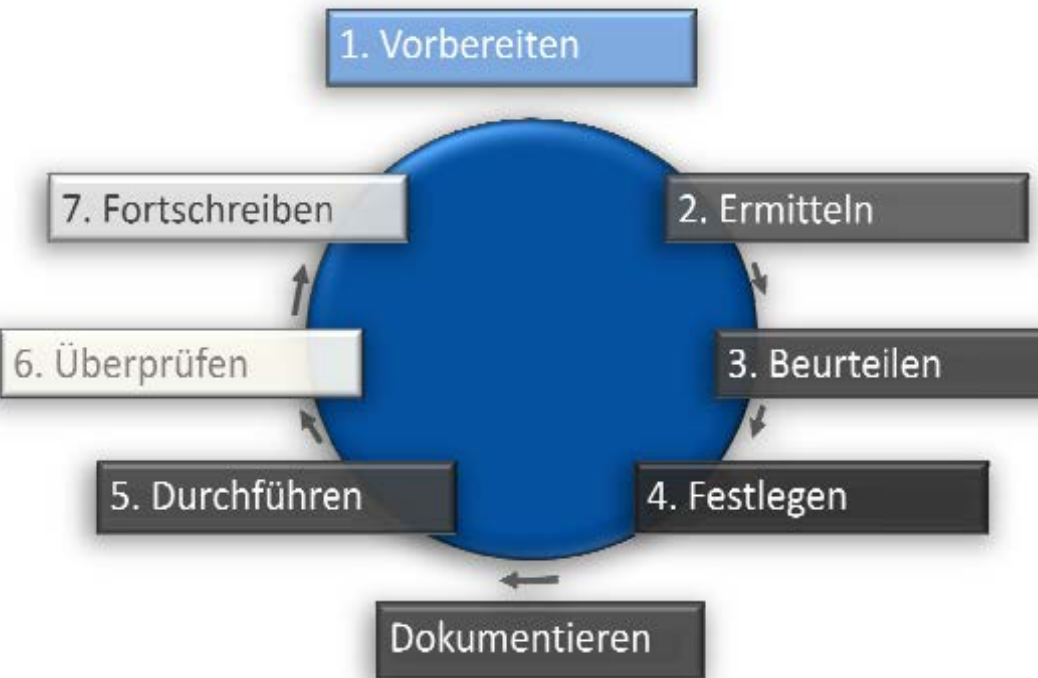 1. Vorbereiten
2. Ermitteln
3. Beurteilen
4. Festlegen
Dokumentieren
5. Durchführen
6. Überprüfen
7. Fortschreiben